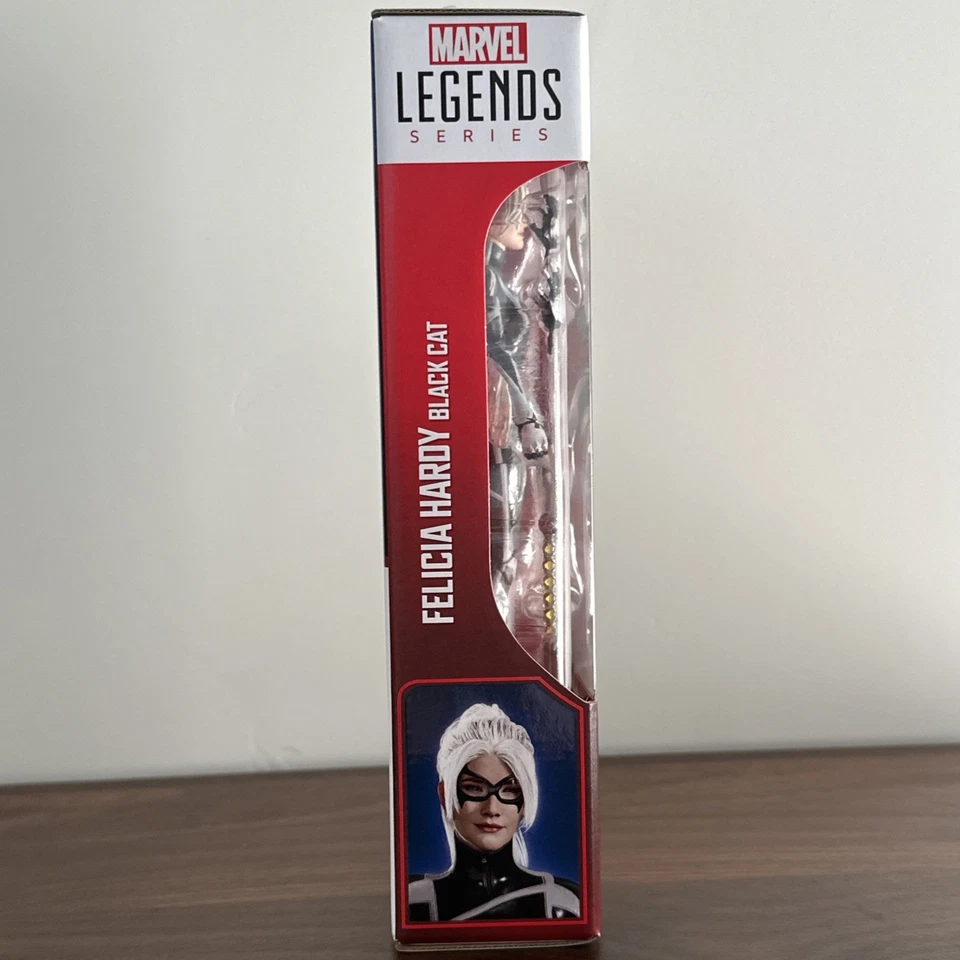 MARVEL
LEGENDS
SERIES
FELICIA HARDY BLACK CAT